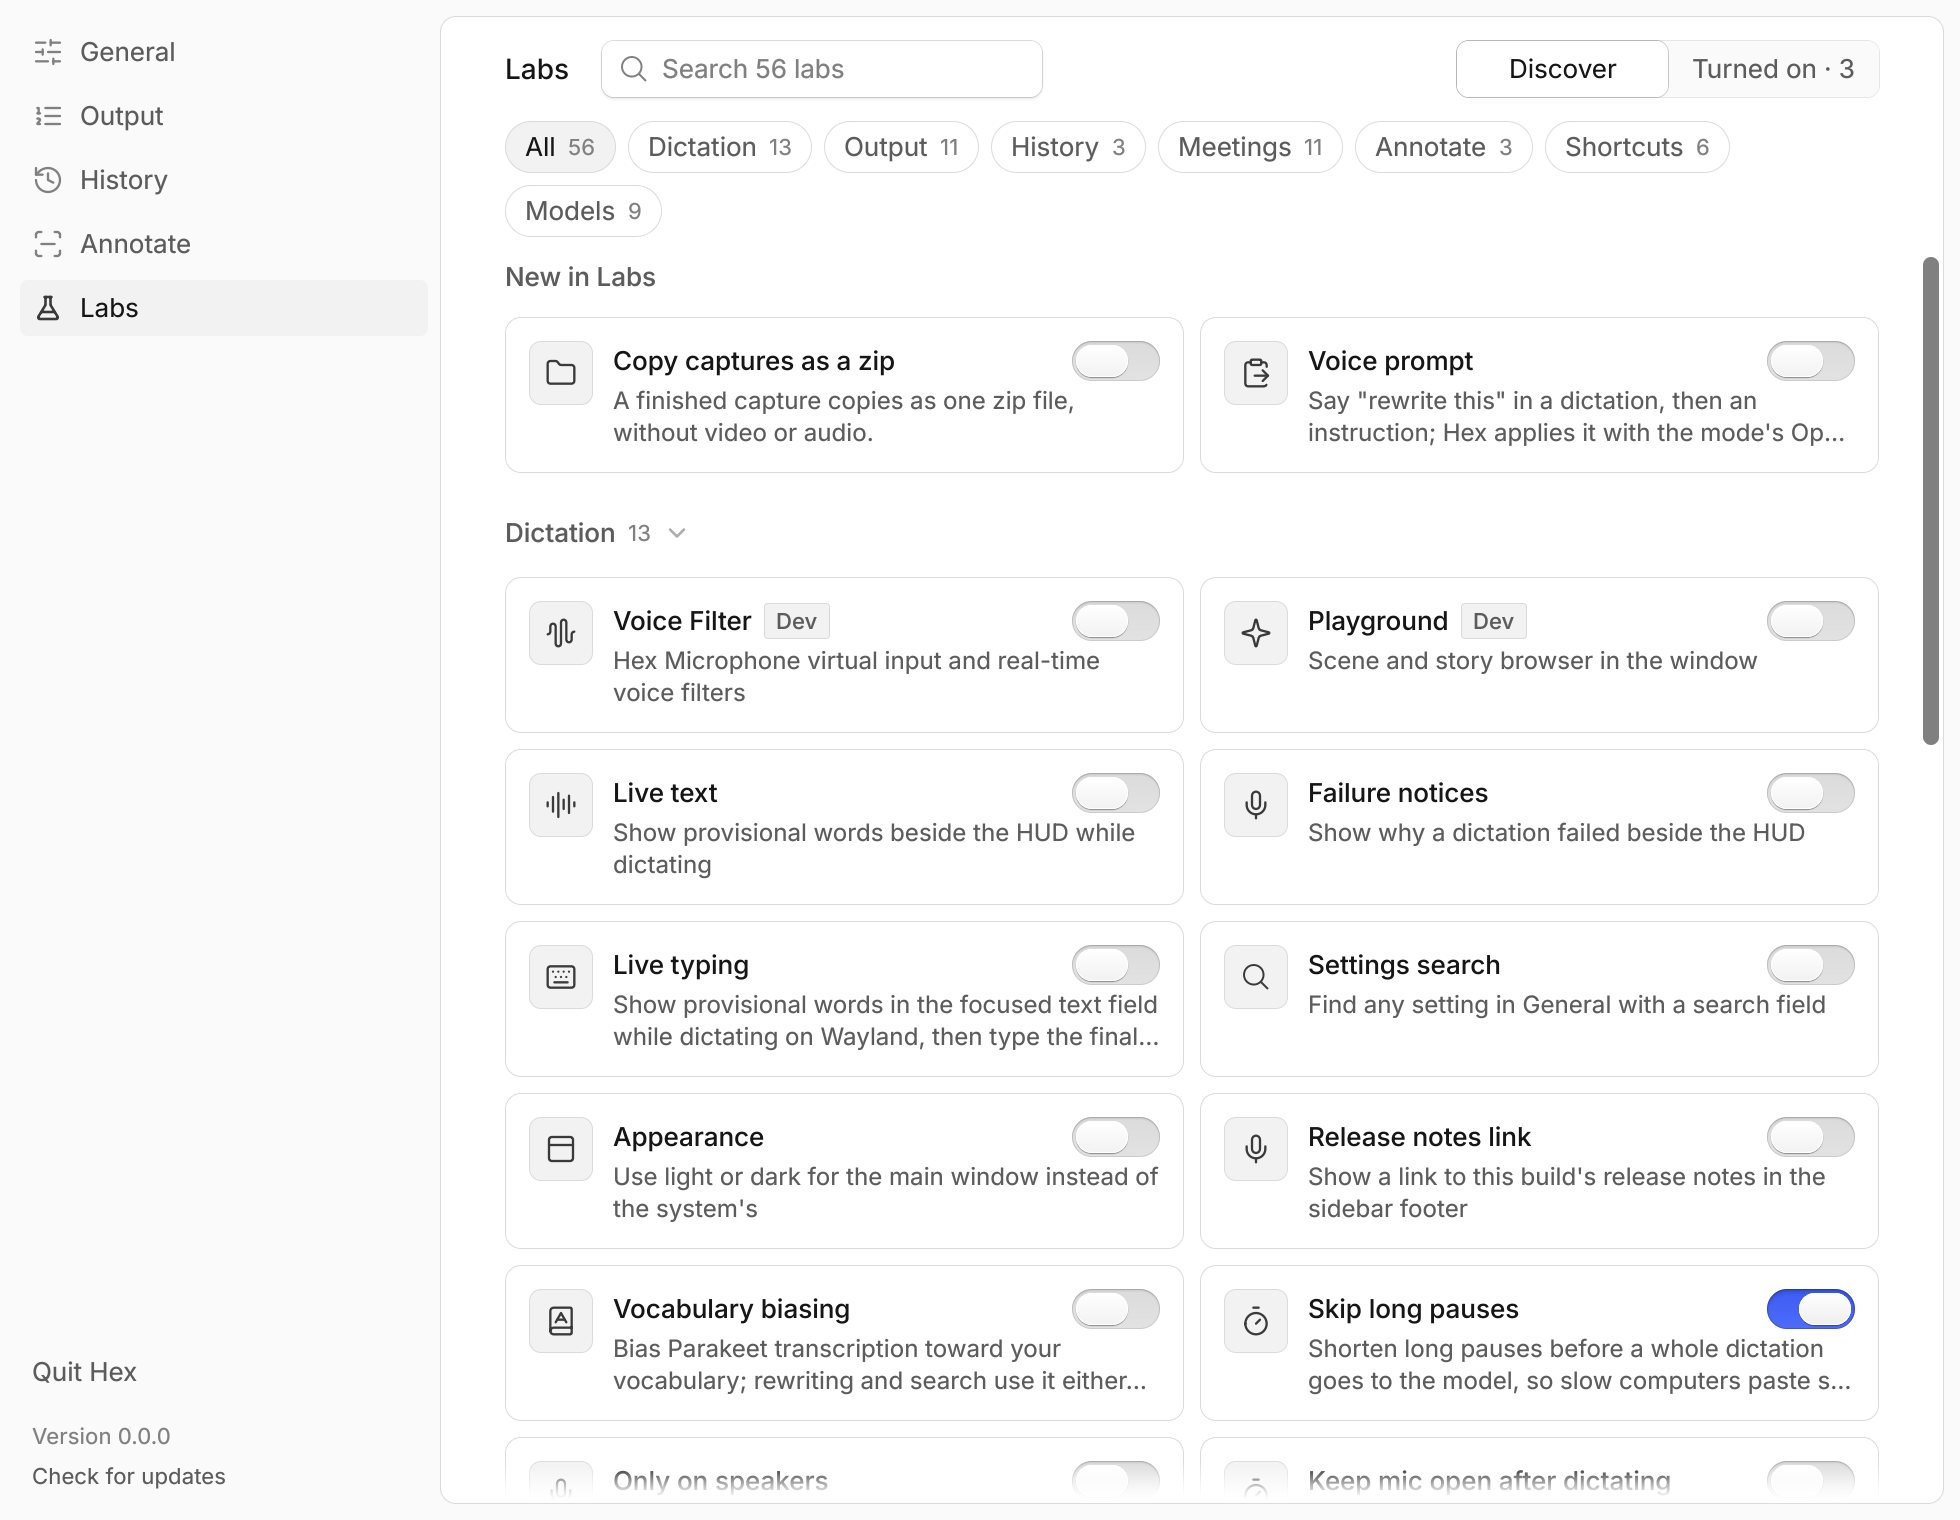 General
Output
History
Annotate
Labs
Quit Hex
Version 0.0.0
Check for updates
Labs
Search 56 labs
Discover
Turned on · 3
All 56
Dictation 13
Output 11
History 3
Meetings 11
Annotate 3
Shortcuts 6
Models 9
New in Labs
Copy captures as a zip
A finished capture copies as one zip file,
without video or audio.
Voice prompt
Say "rewrite this" in a dictation, then an
instruction; Hex applies it with the mode's Op...
Dictation 13
Voice Filter Dev
Hex Microphone virtual input and real-time
voice filters
Playground Dev
Scene and story browser in the window
Live text
Show provisional words beside the HUD while
dictating
Failure notices
Show why a dictation failed beside the HUD
Live typing
Show provisional words in the focused text field
while dictating on Wayland, then type the final...
Settings search
Find any setting in General with a search field
Appearance
Use light or dark for the main window instead of
the system's
Release notes link
Show a link to this build's release notes in the
sidebar footer
Vocabulary biasing
Bias Parakeet transcription toward your
vocabulary; rewriting and search use it either...
Skip long pauses
Shorten long pauses before a whole dictation
goes to the model, so slow computers paste s...
Only on speakers
Keep mic open after dictating